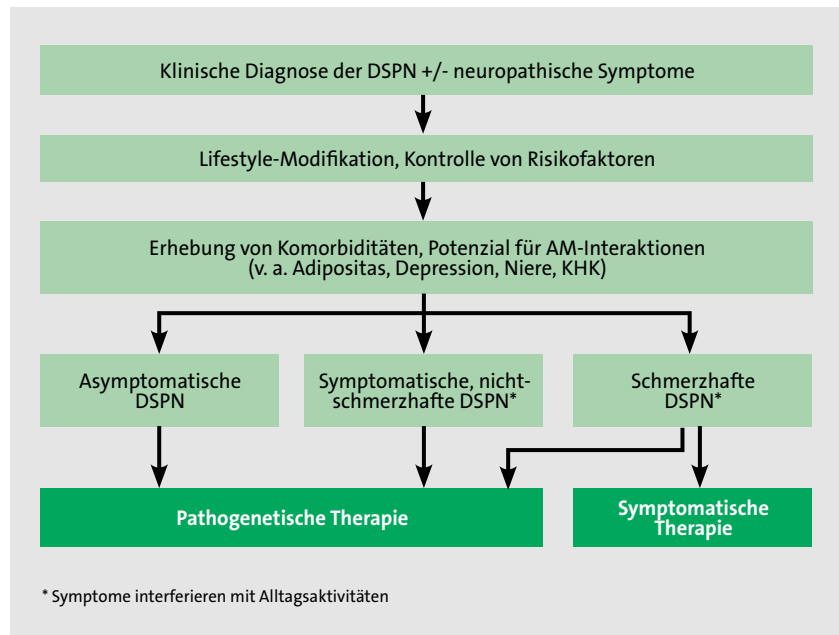 Klinische Diagnose der DSPN +/- neuropathische Symptome
Lifestyle-Modifikation, Kontrolle von Risikofaktoren
Erhebung von Komorbiditäten, Potenzial für AM-Interaktionen
(v. a. Adipositas, Depression, Niere, KHK)
Asymptomatische
DSPN
Symptomatische, nicht-
schmerzhafte DSPN*
Schmerzhafte
DSPN*
Pathogenetische Therapie
Symptomatische
Therapie
* Symptome interferieren mit Alltagsaktivitäten